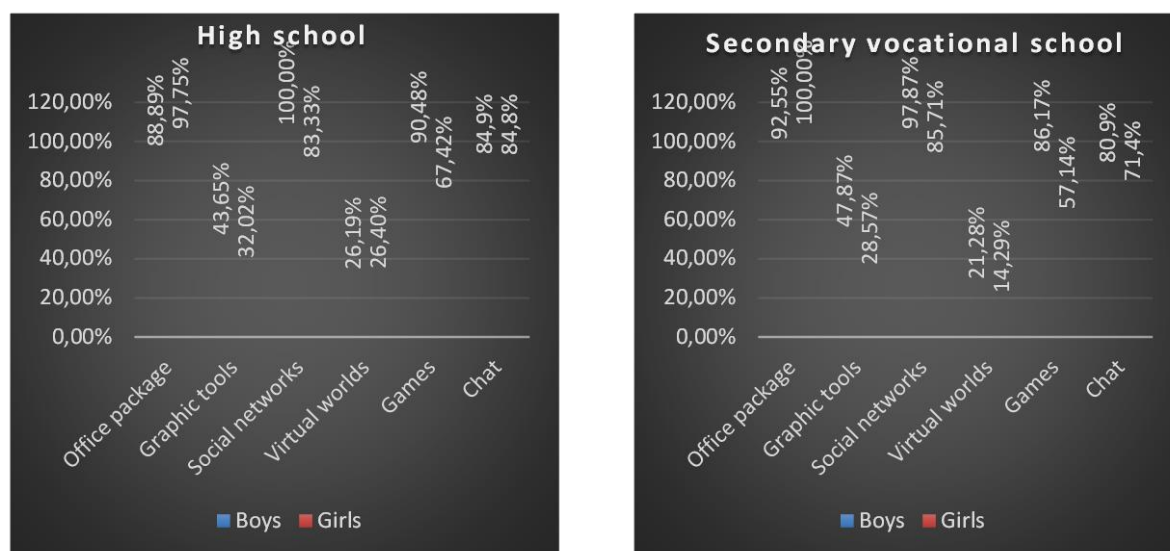 High school
120,00%
100,00%
80,00%
60,00%
40,00%
20,00%
0,00%
88,89%
97,75%
43,65%
32,02%
100,00%
83,33%
26,19%
26,40%
90,48%
67,42%
84,9%
84,8%
Office package
Graphic tools
Social networks
Virtual worlds
Games
Chat
Boys Girls
Secondary vocational school
120,00%
100,00%
80,00%
60,00%
40,00%
20,00%
0,00%
92,55%
100,00%
47,87%
28,57%
97,87%
85,71%
21,28%
14,29%
86,17%
57,14%
80,9%
71,4%
Office package
Graphic tools
Social networks
Virtual worlds
Games
Chat
Boys Girls